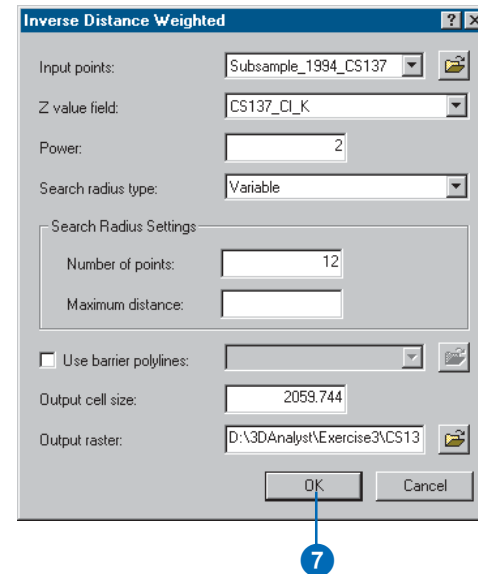 Inverse Distance Weighted
Input points: Subsample_1994_CS137
Z value field: CS137_CI_K
Power: 2
Search radius type: Variable
Search Radius Settings
Number of points: 12
Maximum distance:
Use barrier polylines:
Output cell size: 2059.744
Output raster: D:\3DAnalyst\Exercise3\CS13
OK Cancel
7